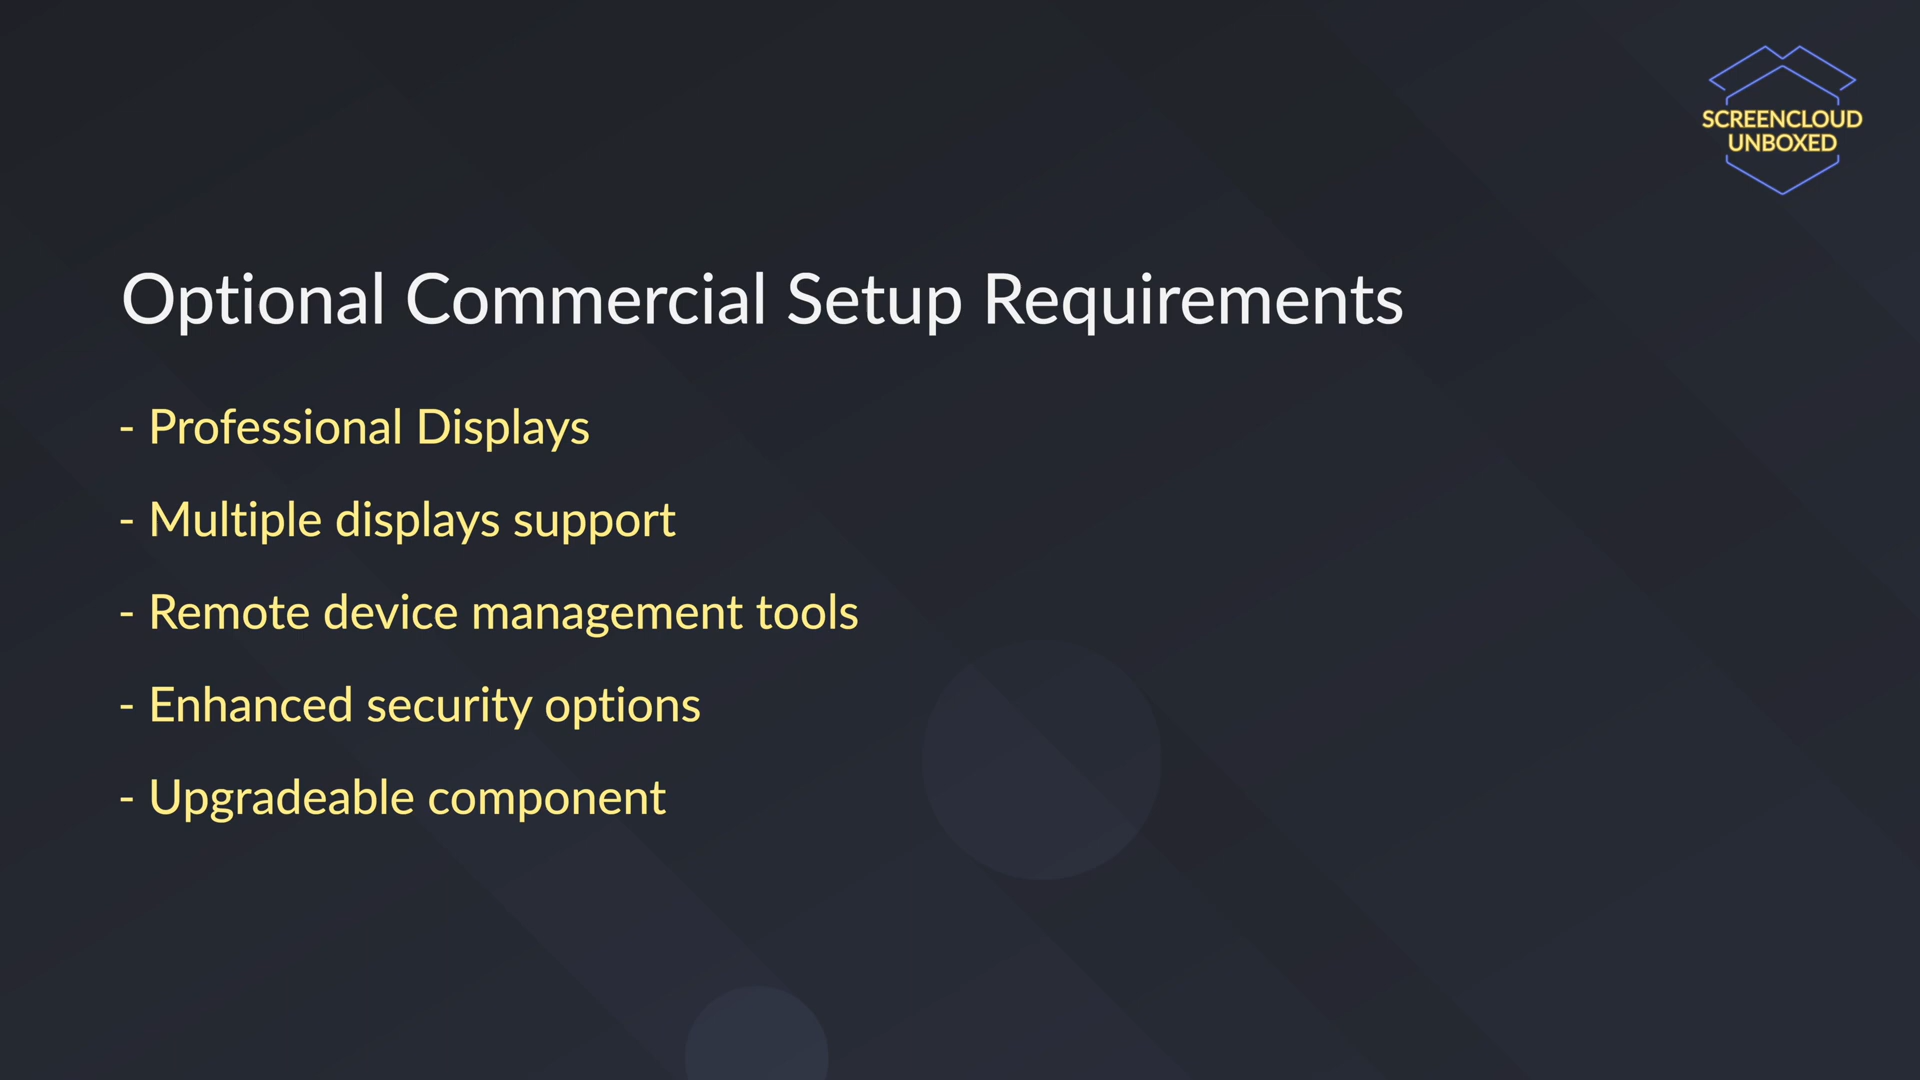 SCREENCLOUD
UNBOXED
Optional Commercial Setup Requirements
- Professional Displays
- Multiple displays support
- Remote device management tools
- Enhanced security options
- Upgradeable component